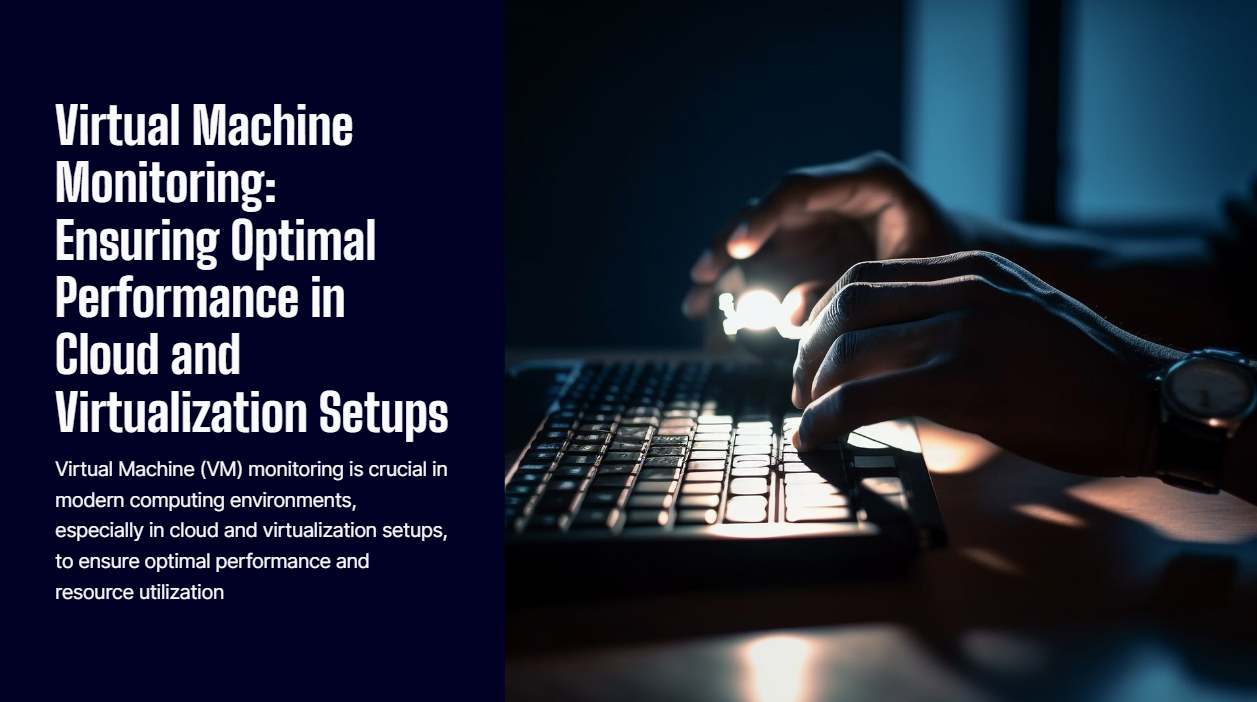 Virtual Machine
Monitoring:
Ensuring Optimal
Performance in
Cloud and
Virtualization Setups
Virtual Machine (VM) monitoring is crucial in
modern computing environments,
especially in cloud and virtualization setups,
to ensure optimal performance and
resource utilization